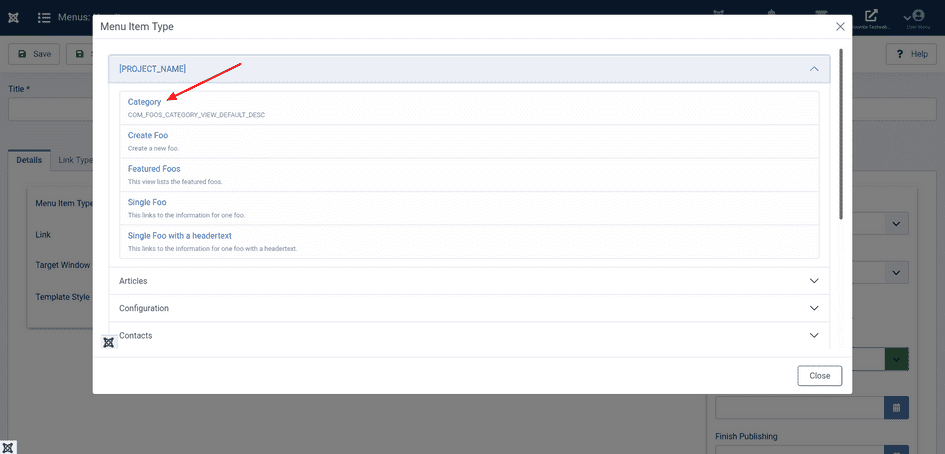 Menus:
Menu Item Type
User Menu
Save
Help
[PROJECT_NAME]
Title *
Category
COM_FOOS_CATEGORY_VIEW_DEFAULT_DESC
Create Foo
Create a new foo.
Details
Link Type
Featured Foos
This view lists the featured foos.
Menu Item Type
Single Foo
This links to the information for one foo.
Link
Single Foo with a headertext
This links to the information for one foo with a headertext.
Target Window
Articles
Template Style
Configuration
Contacts
Close
Finish Publishing